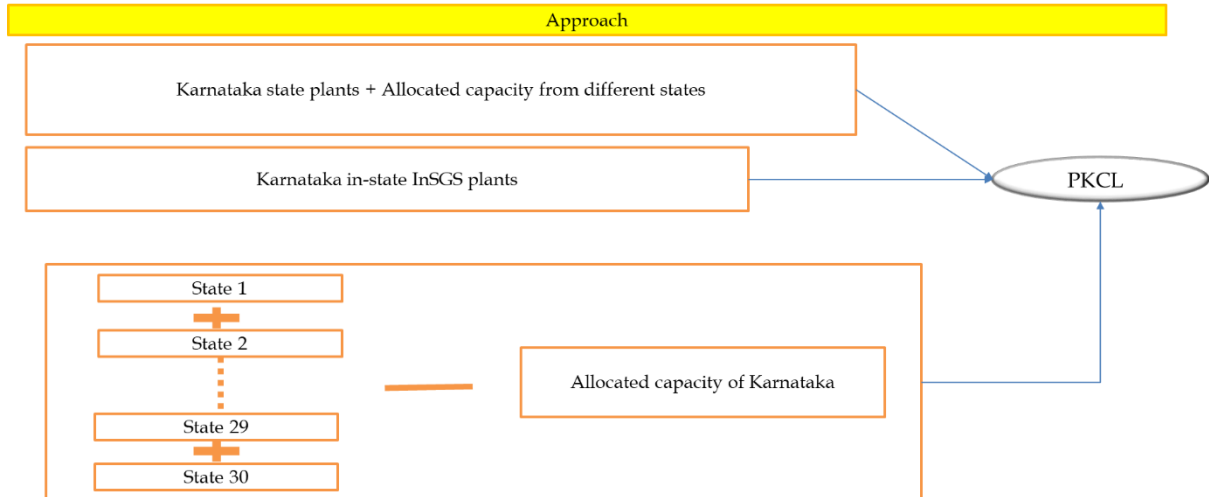 Approach
Karnataka state plants + Allocated capacity from different states
Karnataka in-state InSGS plants
PKCL
State 1
State 2
Allocated capacity of Karnataka
State 29
State 30